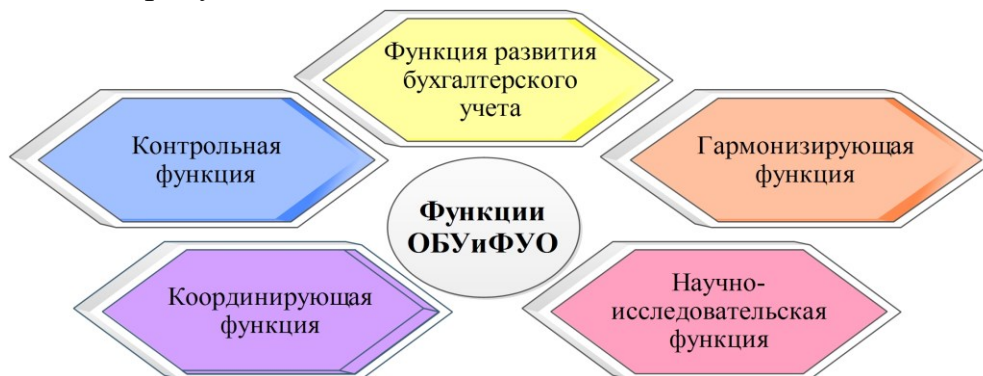 Функция развития
бухгалтерского
учета
Контрольная
функция
Гармонизирующая
функция
Функции
ОБУиФУО
Координирующая
функция
Научно-
исследовательская
функция